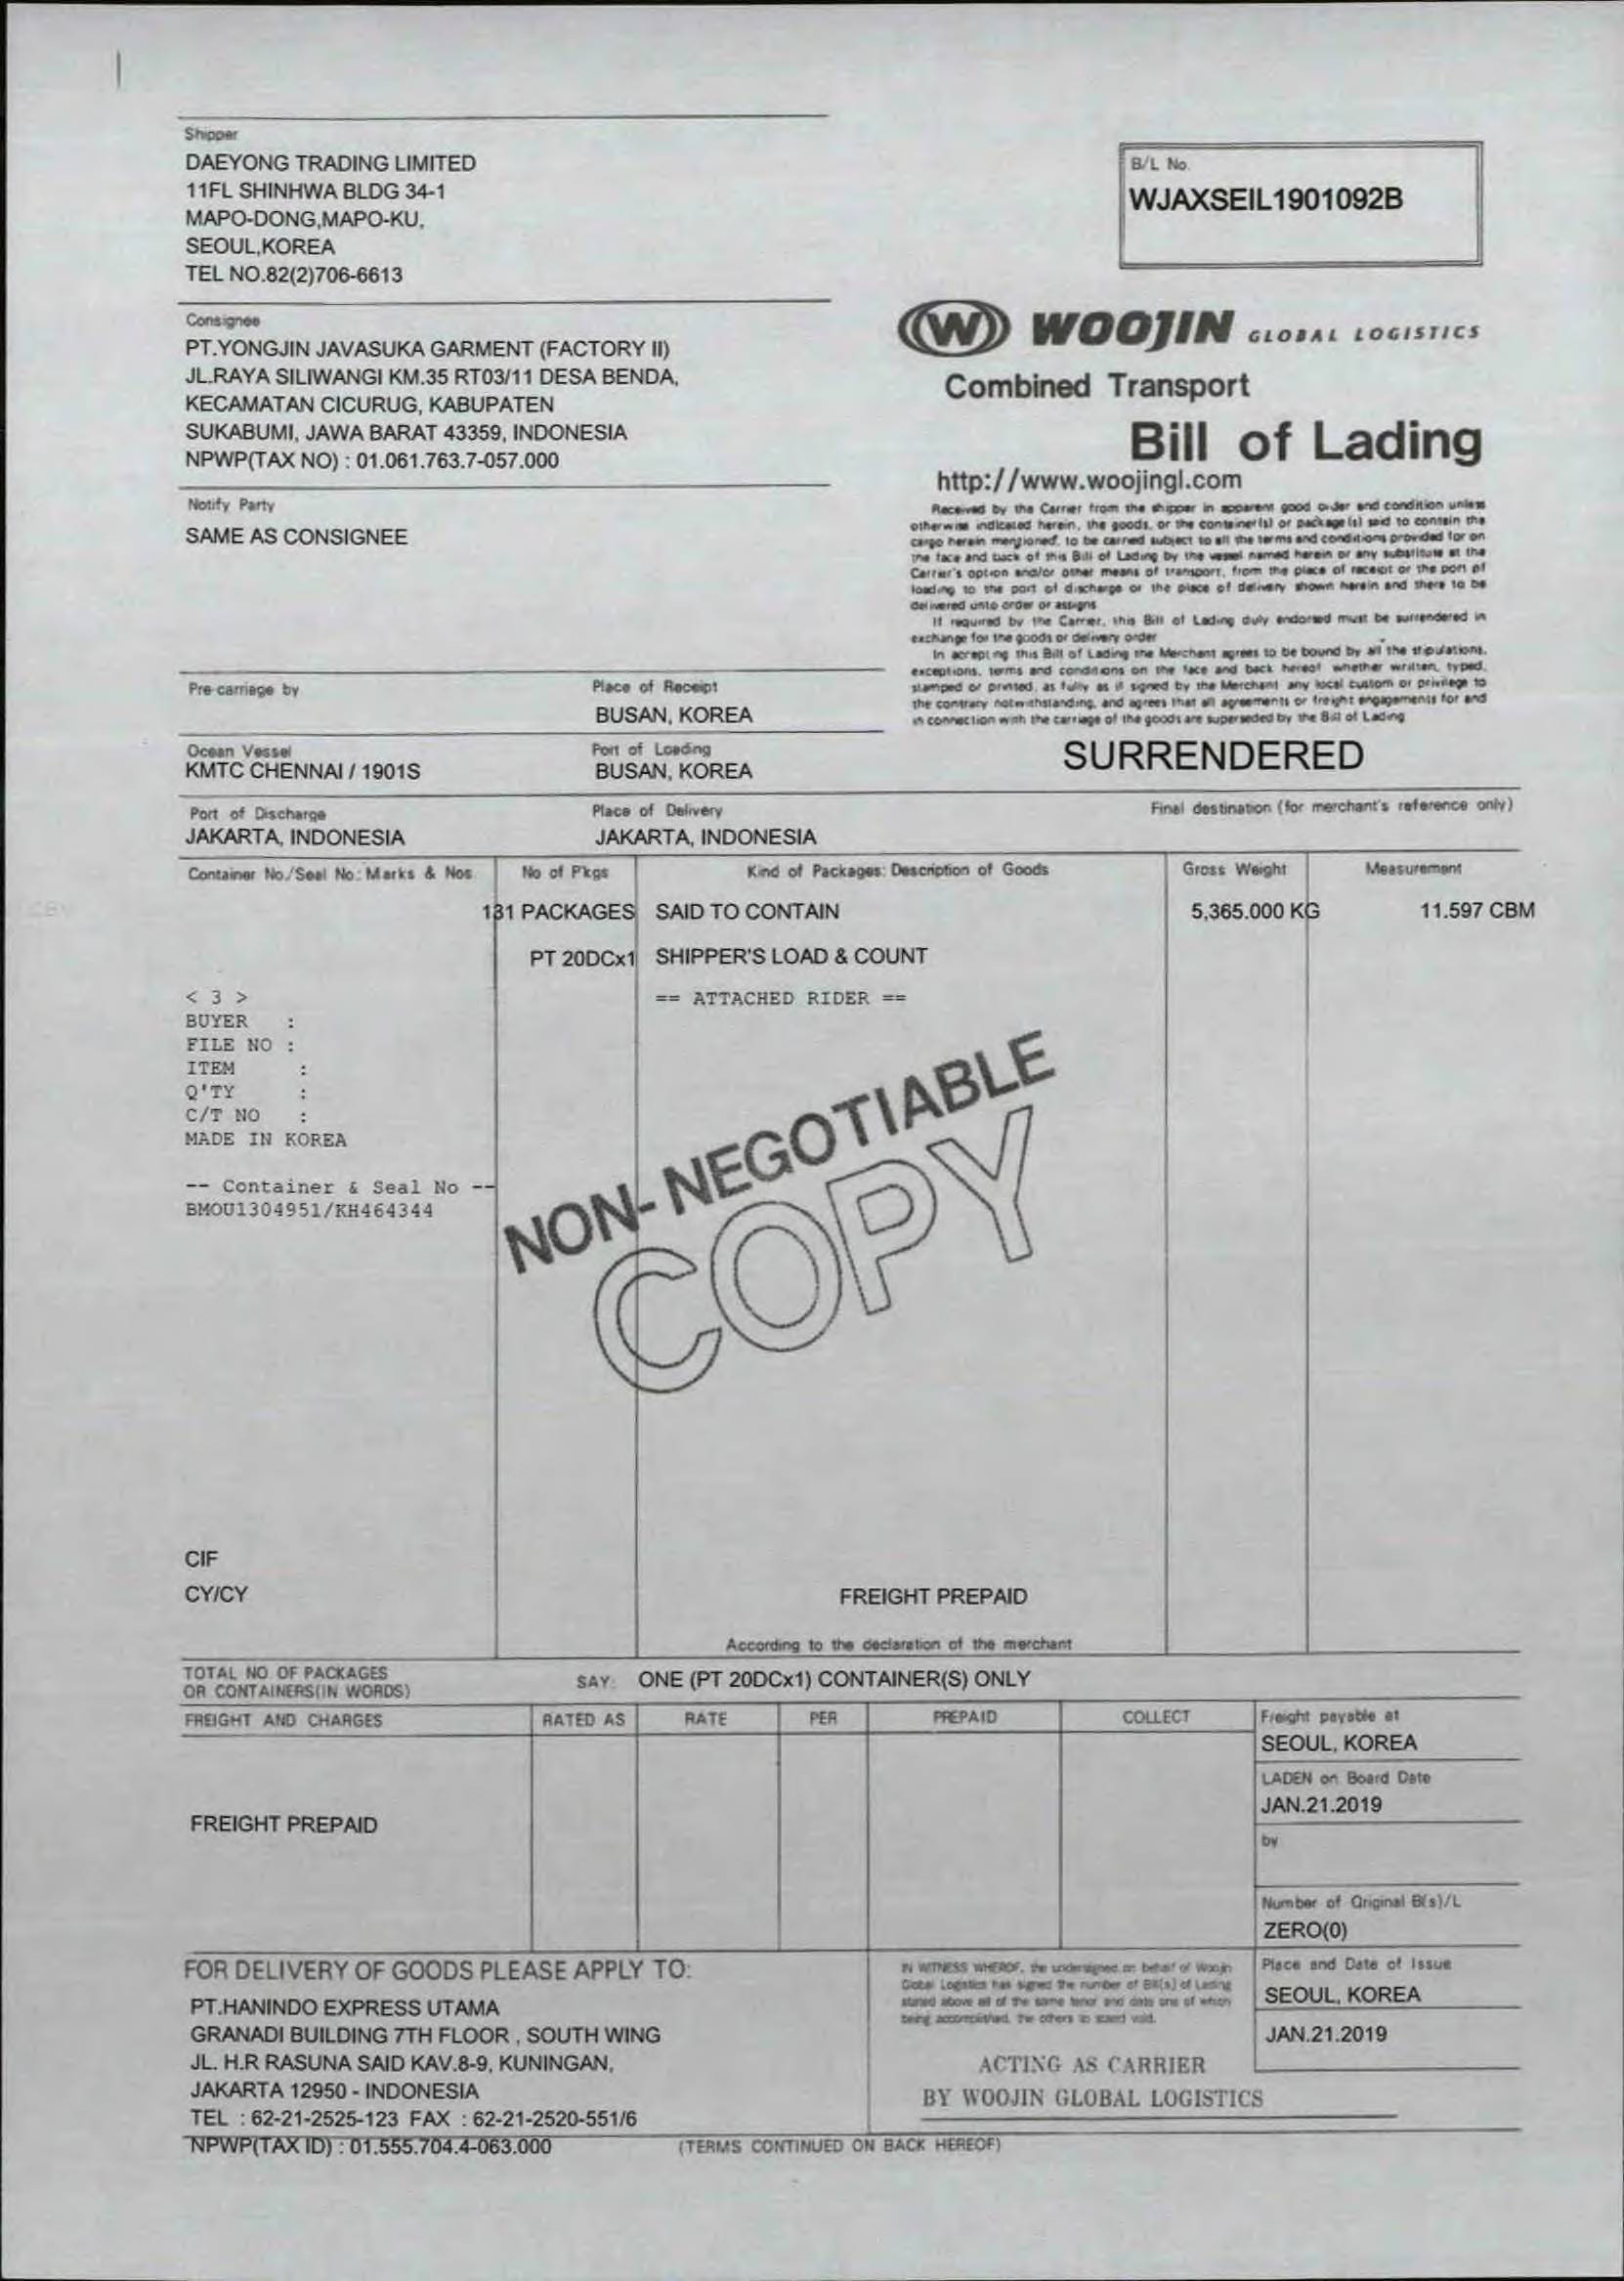 Shipper
DAEYONG TRADING LIMITED
11FL SHINHWA BLDG 34-1
MAPO-DONG,MAPO-KU,
SEOUL,KOREA
TEL NO.82(2)706-6613
B/L No.
WJAXSEIL1901092B
Consignee
PT.YONGJIN JAVASUKA GARMENT (FACTORY II)
JL.RAYA SILIWANGI KM.35 RT03/11 DESA BENDA,
KECAMATAN CICURUG, KABUPATEN
SUKABUMI, JAWA BARAT 43359, INDONESIA
NPWP(TAX NO) : 01.061.763.7-057.000
W WOOJIN GLOBAL LOGISTICS
Combined Transport
Bill of Lading
http://www.woojingl.com
Notify Party
SAME AS CONSIGNEE
Received by the Carrier from the shipper in apparent good order and condition unless
otherwise indicated herein, the goods, or the container(s) or package(s) said to contain the
cargo herein mentioned, to be carried subject to all the terms and conditions provided for on
the face and back of this Bill of Lading by the vessel named herein or any substitute at the
Carrier's option and/or other means of transport, from the place of receipt or the port of
loading to the port of discharge or the place of delivery shown herein and there to be
delivered unto order or assigns
If required by the Carrier, this Bill of Lading duly endorsed must be surrendered in
exchange for the goods or delivery order
In accepting this Bill of Lading the Merchant agrees to be bound by all the stipulations,
exceptions, terms and conditions on the face and back hereof whether written, typed,
stamped or printed, as fully as if signed by the Merchant any local custom or privilege to
the contrary notwithstanding, and agrees that all agreements or freight engagements for and
in connection with the carriage of the goods are superseded by the Bill of Lading
Pre-carriage by
Place of Receipt
BUSAN, KOREA
Ocean Vessel
KMTC CHENNAI / 1901S
Port of Loading
BUSAN, KOREA
SURRENDERED
Port of Discharge
JAKARTA, INDONESIA
Place of Delivery
JAKARTA, INDONESIA
Final destination (for merchant's reference only)
Container No./Seal No: Marks & Nos
No of P'kgs
Kind of Packages: Description of Goods
Gross Weight
Measurement
131 PACKAGES SAID TO CONTAIN 5,365.000 KG 11.597 CBM
PT 20DCx1 SHIPPER'S LOAD & COUNT
< 3 >
== ATTACHED RIDER ==
BUYER :
FILE NO :
ITEM :
Q'TY :
C/T NO :
MADE IN KOREA
-- Container & Seal No --
BMOU1304951/KH464344
NON-NEGOTIABLE
COPY
CIF
CY/CY
FREIGHT PREPAID
According to the declaration of the merchant
TOTAL NO OF PACKAGES
OR CONTAINERS(IN WORDS)
SAY: ONE (PT 20DCx1) CONTAINER(S) ONLY
FREIGHT AND CHARGES
RATED AS
RATE
PER
PREPAID
COLLECT
Freight payable at
SEOUL, KOREA
LADEN on Board Date
JAN.21.2019
FREIGHT PREPAID
by
Number of Original B(s)/L
ZERO(0)
FOR DELIVERY OF GOODS PLEASE APPLY TO:
PT.HANINDO EXPRESS UTAMA
GRANADI BUILDING 7TH FLOOR , SOUTH WING
JL. H.R RASUNA SAID KAV.8-9, KUNINGAN,
JAKARTA 12950 - INDONESIA
TEL : 62-21-2525-123 FAX : 62-21-2520-551/6
NPWP(TAX ID) : 01.555.704.4-063.000
IN WITNESS WHEROF, the undersigned on behalf of Woojin
Global Logistics has signed the number of Bill(s) of Lading
stated above all of the same tenor and date one of which
being accomplished, the others to stand void.
Place and Date of Issue
SEOUL, KOREA
JAN.21.2019
ACTING AS CARRIER
BY WOOJIN GLOBAL LOGISTICS
(TERMS CONTINUED ON BACK HEREOF)